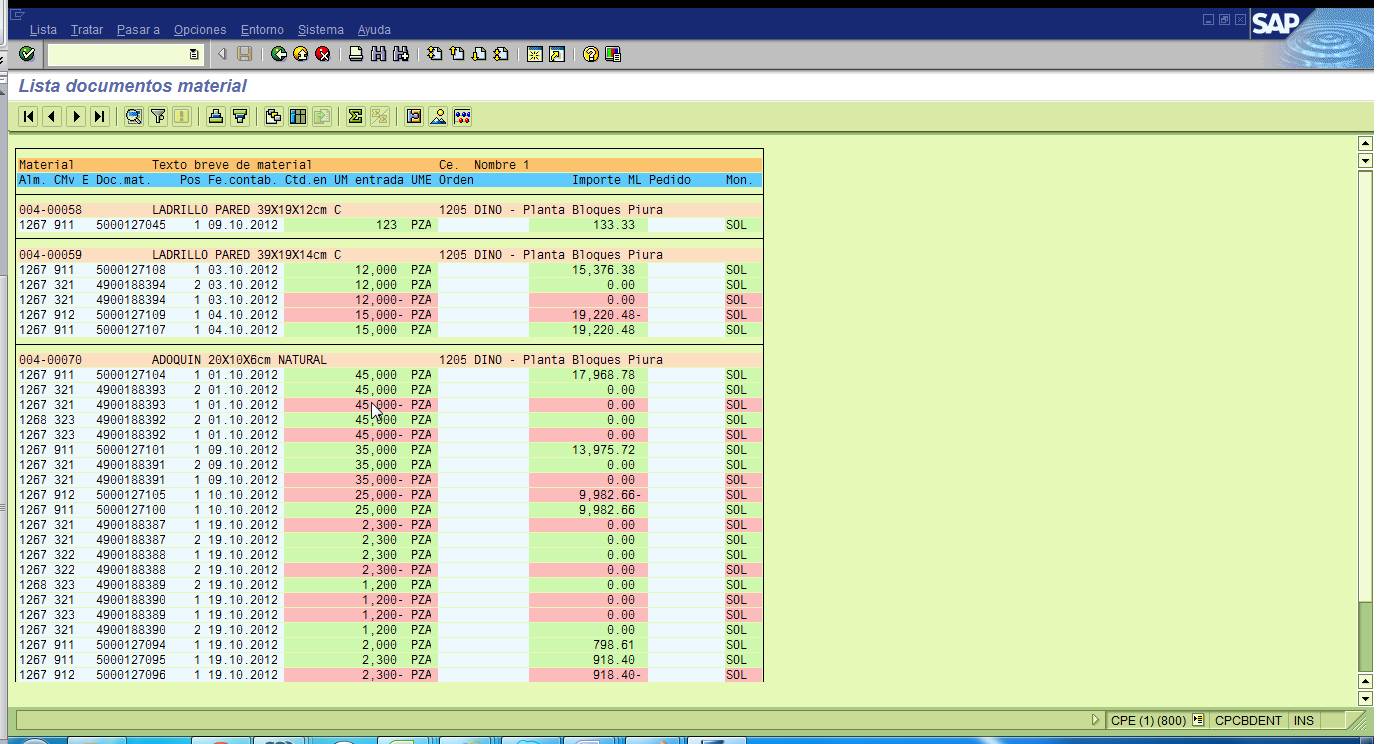 Lista Tratar Pasar a Opciones Entorno Sistema Ayuda
SAP
Lista documentos material
Material Texto breve de material Ce. Nombre 1
Alm. CMv E Doc.mat. Pos Fe.contab. Ctd.en UM entrada UME Orden Importe ML Pedido Mon.
004-00058 LADRILLO PARED 39X19X12cm C 1205 DINO - Planta Bloques Piura
1267 911 5000127045 1 09.10.2012 123 PZA 133.33 SOL
004-00059 LADRILLO PARED 39X19X14cm C 1205 DINO - Planta Bloques Piura
1267 911 5000127108 1 03.10.2012 12,000 PZA 15,376.38 SOL
1267 321 4900188394 2 03.10.2012 12,000 PZA 0.00 SOL
1267 321 4900188394 1 03.10.2012 12,000- PZA 0.00 SOL
1267 912 5000127109 1 04.10.2012 15,000- PZA 19,220.48- SOL
1267 911 5000127107 1 04.10.2012 15,000 PZA 19,220.48 SOL
004-00070 ADOQUIN 20X10X6cm NATURAL 1205 DINO - Planta Bloques Piura
1267 911 5000127104 1 01.10.2012 45,000 PZA 17,968.78 SOL
1267 321 4900188393 2 01.10.2012 45,000 PZA 0.00 SOL
1267 321 4900188393 1 01.10.2012 45,000- PZA 0.00 SOL
1268 323 4900188392 2 01.10.2012 45,000 PZA 0.00 SOL
1267 323 4900188392 1 01.10.2012 45,000- PZA 0.00 SOL
1267 911 5000127101 1 09.10.2012 35,000 PZA 13,975.72 SOL
1267 321 4900188391 2 09.10.2012 35,000 PZA 0.00 SOL
1267 321 4900188391 1 09.10.2012 35,000- PZA 0.00 SOL
1267 912 5000127105 1 10.10.2012 25,000- PZA 9,982.66- SOL
1267 911 5000127100 1 10.10.2012 25,000 PZA 9,982.66 SOL
1267 321 4900188387 1 19.10.2012 2,300- PZA 0.00 SOL
1267 321 4900188387 2 19.10.2012 2,300 PZA 0.00 SOL
1267 322 4900188388 1 19.10.2012 2,300 PZA 0.00 SOL
1267 322 4900188388 2 19.10.2012 2,300- PZA 0.00 SOL
1268 323 4900188389 2 19.10.2012 1,200 PZA 0.00 SOL
1267 321 4900188390 1 19.10.2012 1,200- PZA 0.00 SOL
1267 323 4900188389 1 19.10.2012 1,200- PZA 0.00 SOL
1267 321 4900188390 2 19.10.2012 1,200 PZA 0.00 SOL
1267 911 5000127094 1 19.10.2012 2,000 PZA 798.61 SOL
1267 911 5000127095 1 19.10.2012 2,300 PZA 918.40 SOL
1267 912 5000127096 1 19.10.2012 2,300- PZA 918.40- SOL
CPE (1) (800) CPCBDENT INS